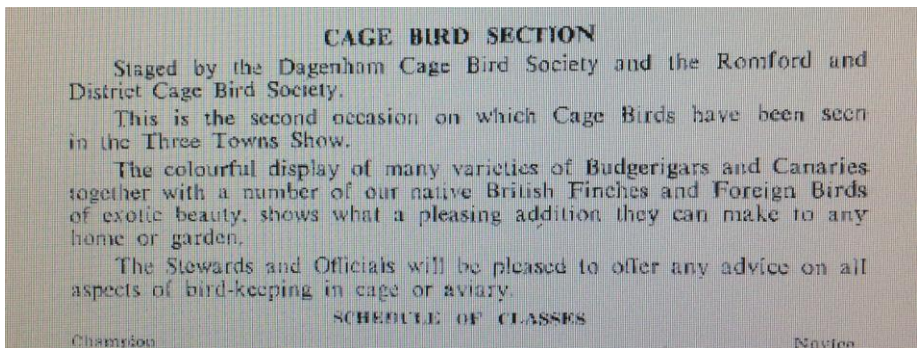 CAGE BIRD SECTION
Staged by the Dagenham Cage Bird Society and the Romford and
District Cage Bird Society.
This is the second occasion on which Cage Birds have been seen
in the Three Towns Show.
The colourful display of many varieties of Budgerigars and Canaries
together with a number of our native British Finches and Foreign Birds
of exotic beauty, shows what a pleasing addition they can make to any
home or garden.
The Stewards and Officials will be pleased to offer any advice on all
aspects of bird-keeping in cage or aviary.
SCHEDULE OF CLASSES
Champion Novice